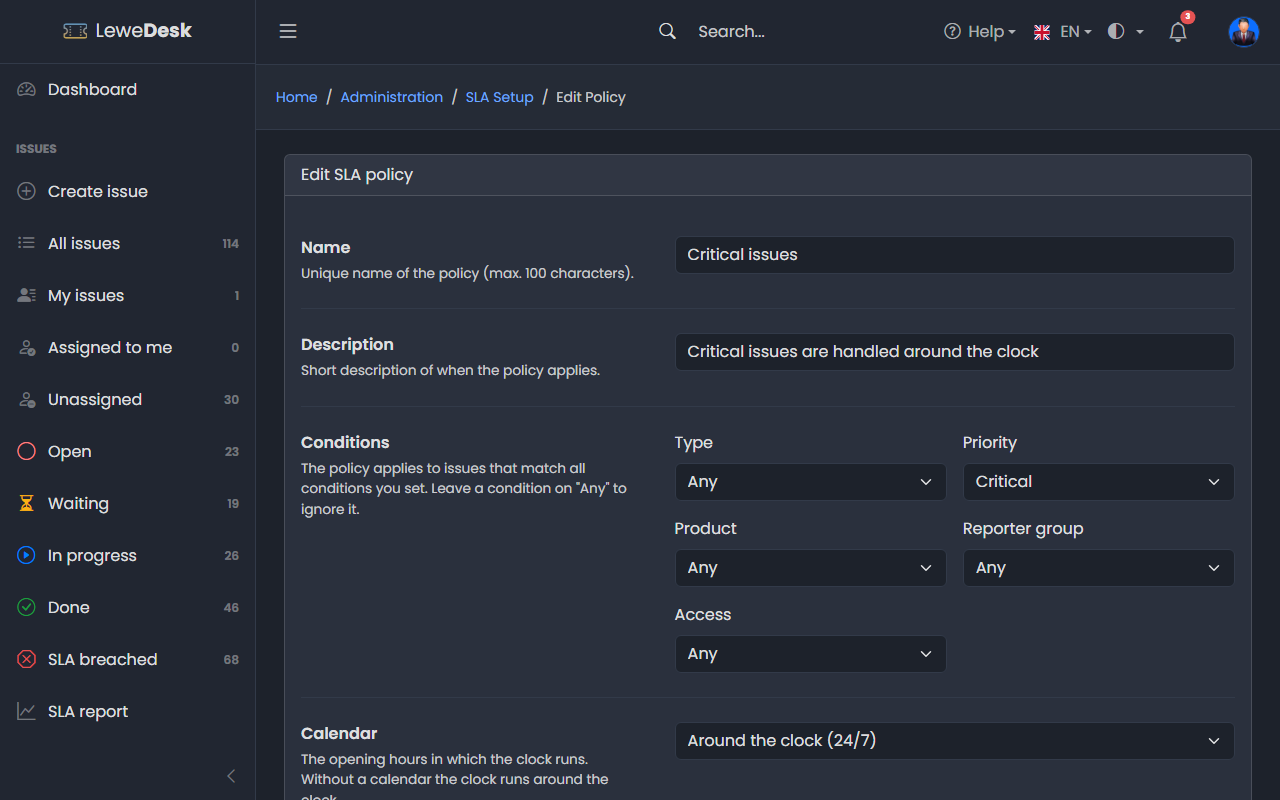 LeweDesk
Search...
Help
EN
3
Dashboard
Home / Administration / SLA Setup / Edit Policy
ISSUES
Create issue
All issues 114
My issues 1
Assigned to me 0
Unassigned 30
Open 23
Waiting 19
In progress 26
Done 46
SLA breached 68
SLA report
Edit SLA policy
Name
Unique name of the policy (max. 100 characters).
Critical issues
Description
Short description of when the policy applies.
Critical issues are handled around the clock
Conditions
The policy applies to issues that match all
conditions you set. Leave a condition on "Any" to
ignore it.
Type
Any
Priority
Critical
Product
Any
Reporter group
Any
Access
Any
Calendar
The opening hours in which the clock runs.
Without a calendar the clock runs around the
clock.
Around the clock (24/7)